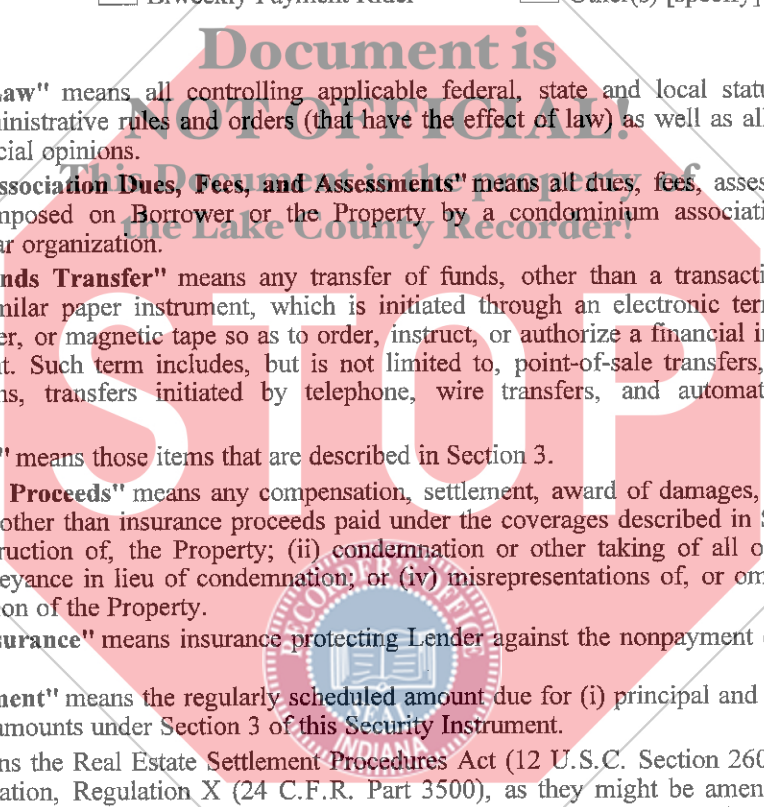 Biweekly Payment Rider Other(s) [specify]
Document is
aw" means all controlling applicable federal, state and local statu
inistrative rules and orders (that have the effect of law) as well as all
NOT OFFICIAL!
cial opinions.
This Document is the property of
ssociation Dues, Fees, and Assessments" means all dues, fees, asses
nposed on Borrower or the Property by a condominium associati
the Lake County Recorder!
ar organization.
nds Transfer" means any transfer of funds, other than a transacti
milar paper instrument, which is initiated through an electronic ter
er, or magnetic tape so as to order, instruct, or authorize a financial i
t. Such term includes, but is not limited to, point-of-sale transfers,
ns, transfers initiated by telephone, wire transfers, and automat
STOP
" means those items that are described in Section 3.
Proceeds" means any compensation, settlement, award of damages,
other than insurance proceeds paid under the coverages described in S
ruction of, the Property; (ii) condemnation or other taking of all o
eyance in lieu of condemnation; or (iv) misrepresentations of, or om
ion of the Property.
RECORDER'S OFFICE
surance" means insurance protecting Lender against the nonpayment
nent" means the regularly scheduled amount due for (i) principal and
amounts under Section 3 of this Security Instrument.
INDIANA
ns the Real Estate Settlement Procedures Act (12 U.S.C. Section 260
ation, Regulation X (24 C.F.R. Part 3500), as they might be amen